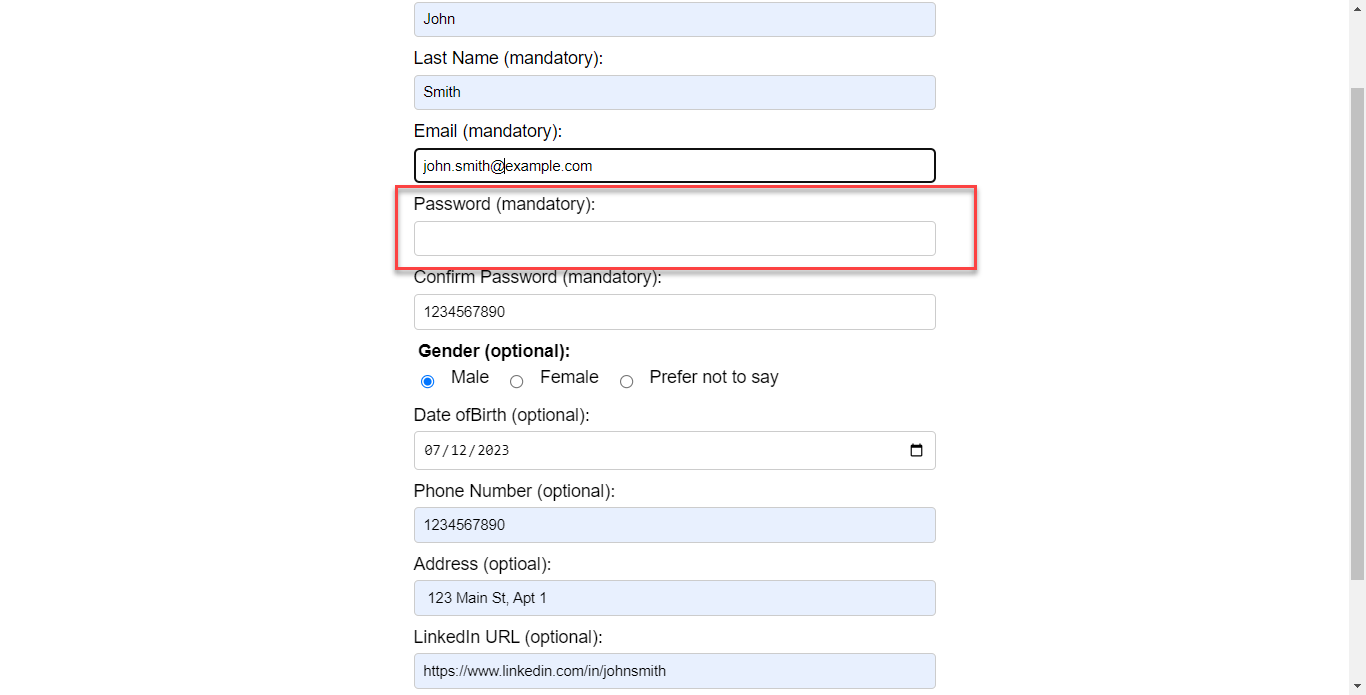 John
Last Name (mandatory):
Smith
Email (mandatory):
john.smith@example.com
Password (mandatory):
Confirm Password (mandatory):
1234567890
Gender (optional):
Male Female Prefer not to say
Date ofBirth (optional):
07/12/2023
Phone Number (optional):
1234567890
Address (optioal):
123 Main St, Apt 1
LinkedIn URL (optional):
https://www.linkedin.com/in/johnsmith